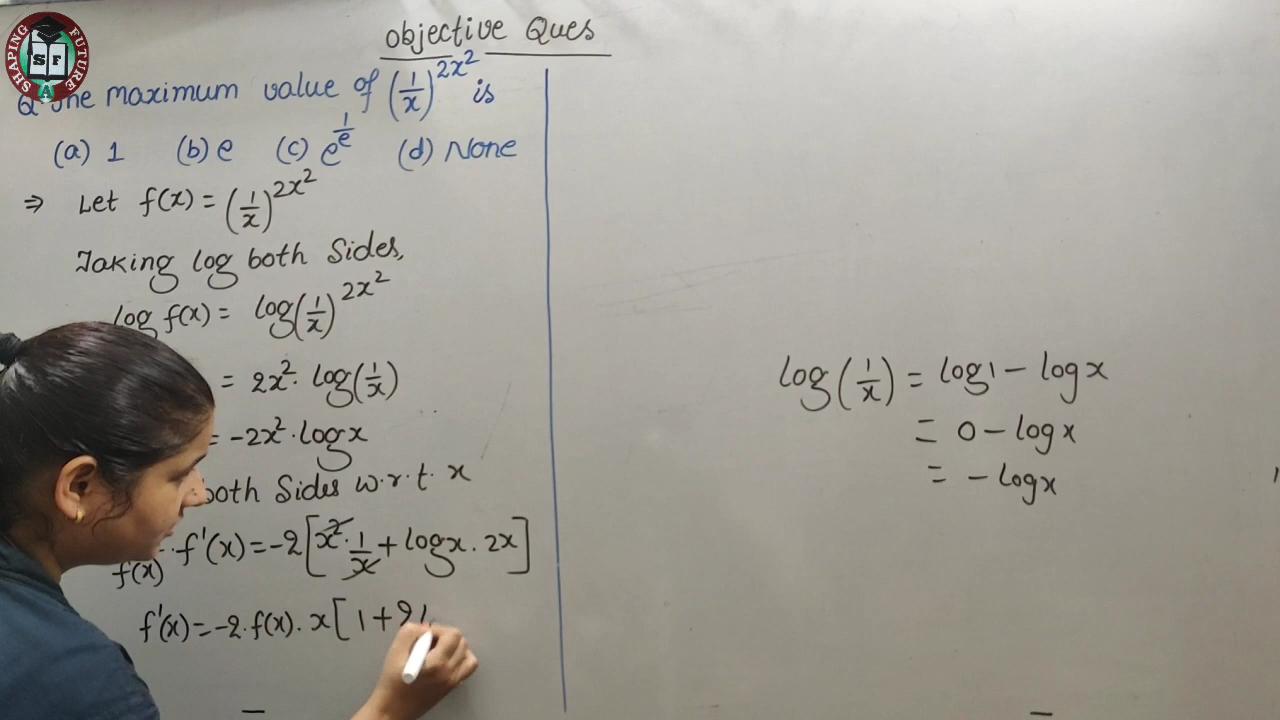 SHAPING FUTURE
S F
A
objective Ques
Q The maximum value of (1/x)^2x² is
(a) 1 (b) e (c) e^1/e (d) None
⇒ Let f(x) = (1/x)^2x²
Taking log both Sides,
log f(x) = log(1/x)^2x²
= 2x². log(1/x)
= -2x². logx
both Sides w.r.t. x
f(x) . f'(x) = -2[x². 1/x + logx. 2x]
f'(x) = -2. f(x). x[1 + 2
log(1/x) = log1 - logx
= 0 - logx
= - logx